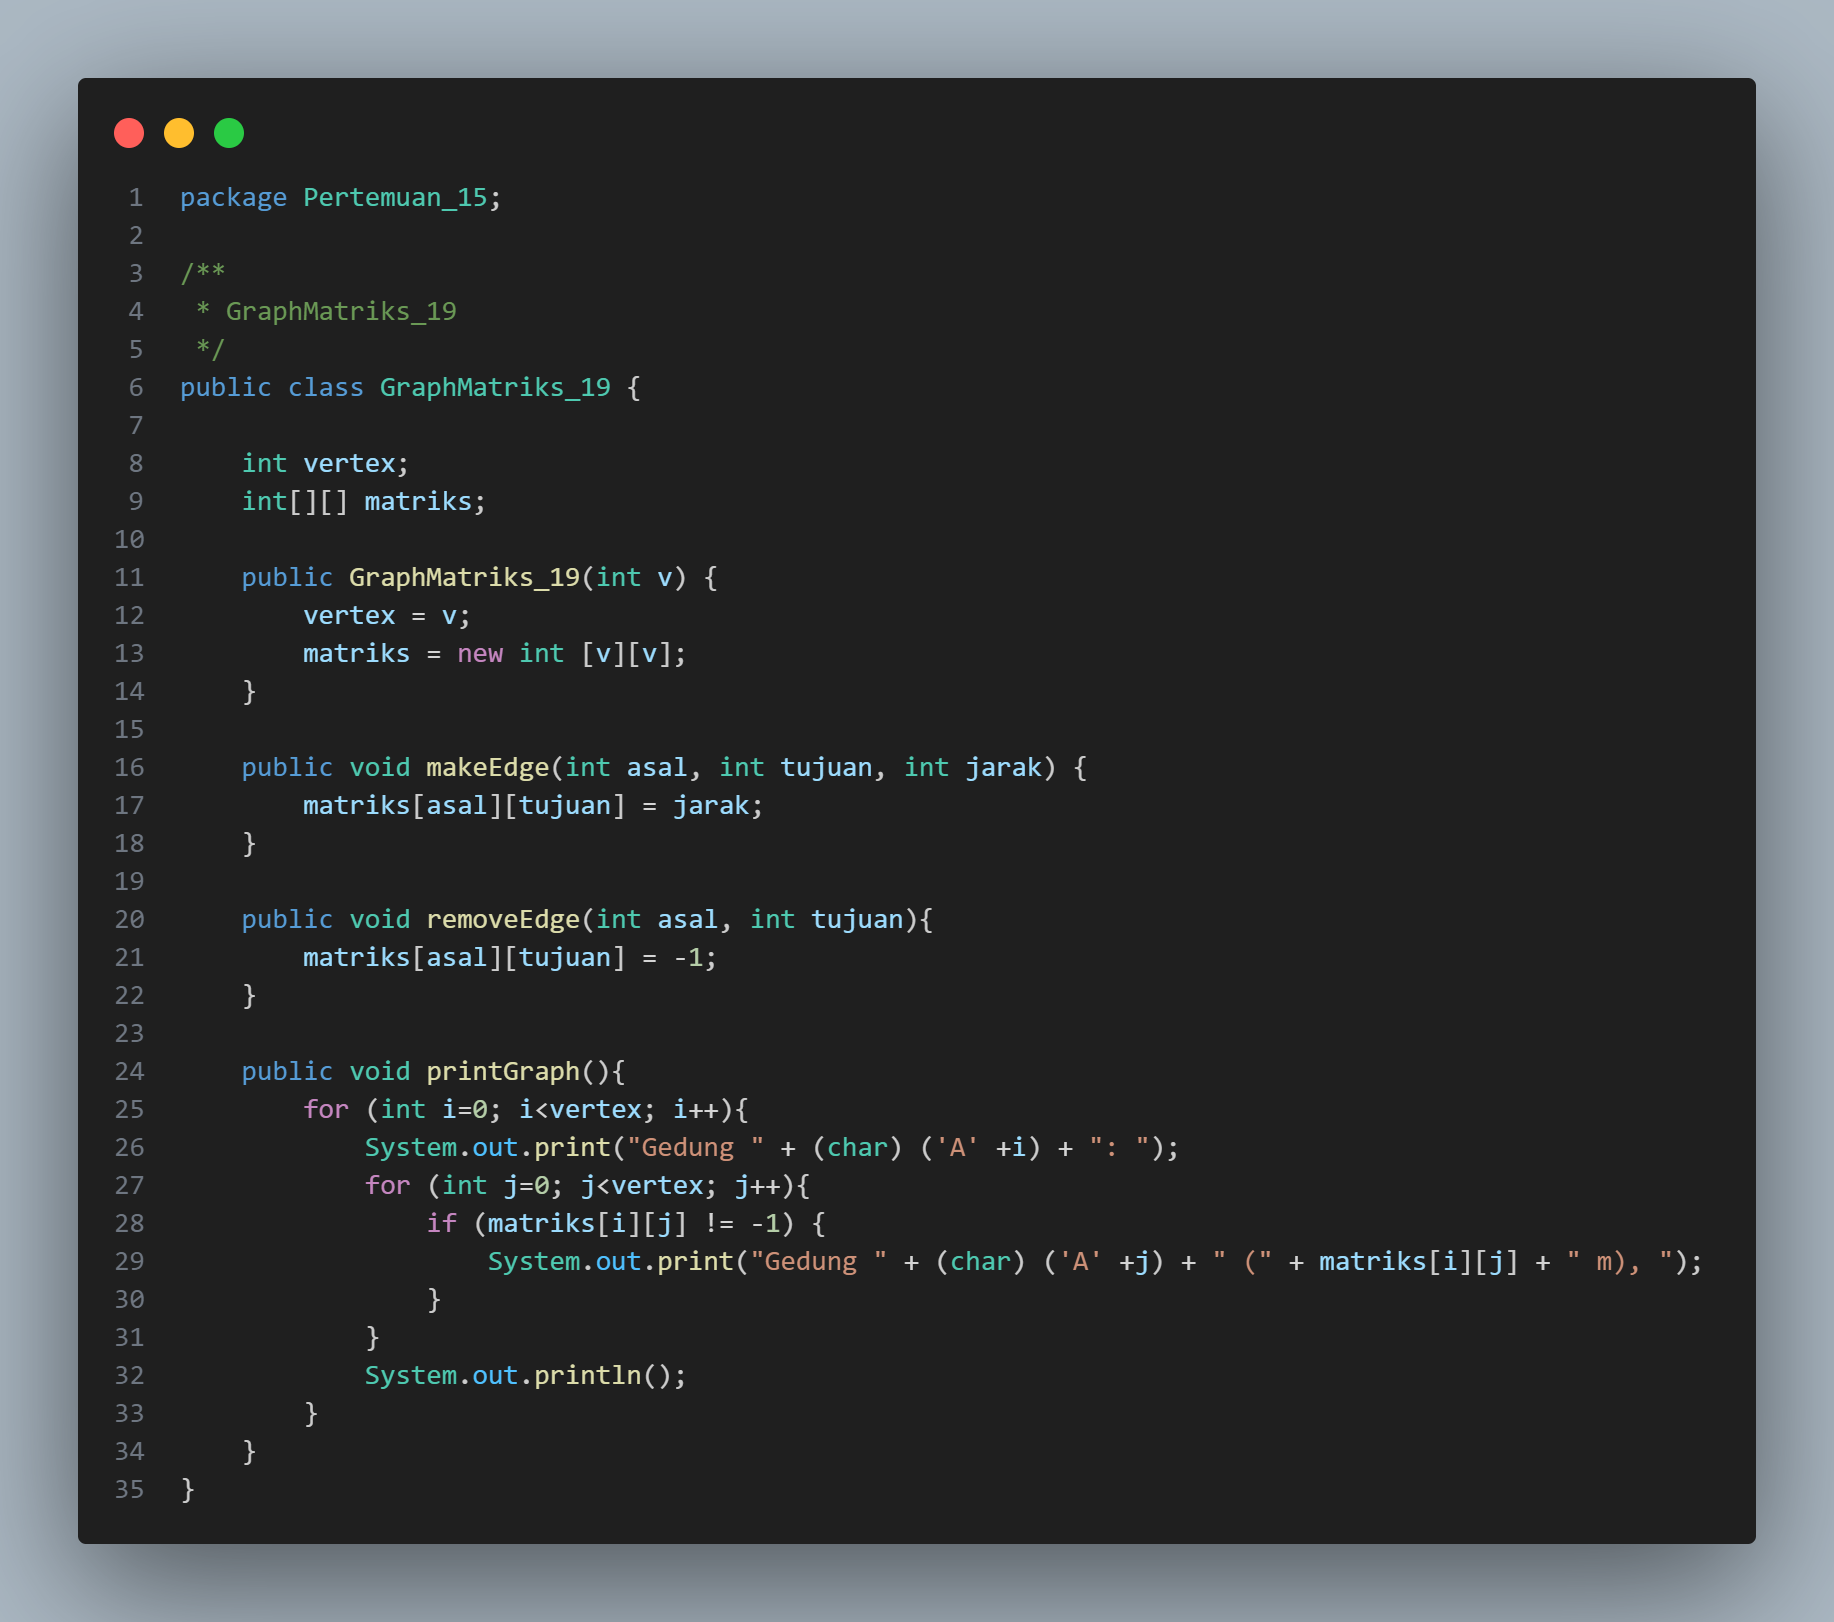 1 package Pertemuan_15;
2
3 /**
4  * GraphMatriks_19
5  */
6 public class GraphMatriks_19 {
7
8     int vertex;
9     int[][] matriks;
10
11     public GraphMatriks_19(int v) {
12         vertex = v;
13         matriks = new int [v][v];
14     }
15
16     public void makeEdge(int asal, int tujuan, int jarak) {
17         matriks[asal][tujuan] = jarak;
18     }
19
20     public void removeEdge(int asal, int tujuan){
21         matriks[asal][tujuan] = -1;
22     }
23
24     public void printGraph(){
25         for (int i=0; i<vertex; i++){
26             System.out.print("Gedung " + (char) ('A' +i) + ": ");
27             for (int j=0; j<vertex; j++){
28                 if (matriks[i][j] != -1) {
29                     System.out.print("Gedung " + (char) ('A' +j) + " (" + matriks[i][j] + " m), ");
30                 }
31             }
32             System.out.println();
33         }
34     }
35 }